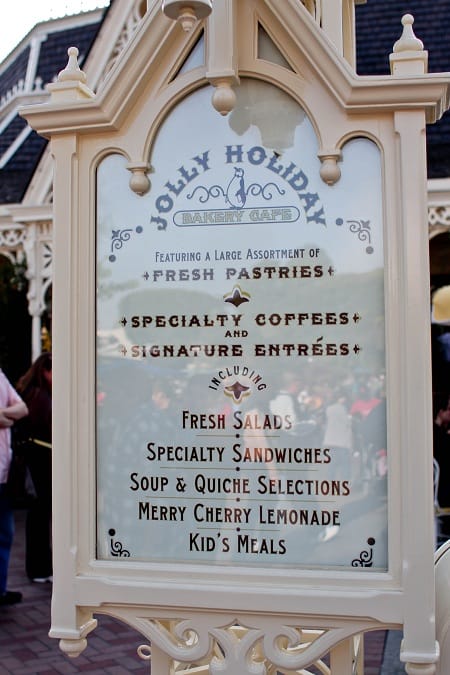 JOLLY HOLIDAY
BAKERY CAFE
FEATURING A LARGE ASSORTMENT OF
FRESH PASTRIES
SPECIALTY COFFEES
AND
SIGNATURE ENTRÉES
INCLUDING
FRESH SALADS
SPECIALTY SANDWICHES
SOUP & QUICHE SELECTIONS
MERRY CHERRY LEMONADE
KID'S MEALS